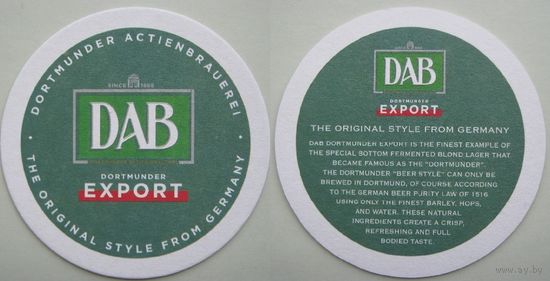 DORTMUNDER ACTIENBRAUEREI
SINCE 1868
DAB
DORTMUNDER
EXPORT
THE ORIGINAL STYLE FROM GERMANY
DAB
DORTMUNDER
EXPORT
THE ORIGINAL STYLE FROM GERMANY
DAB DORTMUNDER EXPORT IS THE FINEST EXAMPLE OF
THE SPECIAL BOTTOM FERMENTED BLOND LAGER THAT
BECAME FAMOUS AS THE "DORTMUNDER".
THE DORTMUNDER "BEER STYLE" CAN ONLY BE
BREWED IN DORTMUND, OF COURSE, ACCORDING
TO THE GERMAN BEER PURITY LAW OF 1516
USING ONLY THE FINEST BARLEY, HOPS,
AND WATER. THESE NATURAL
INGREDIENTS CREATE A CRISP,
REFRESHING AND FULL
BODIED TASTE.
www.ay.by